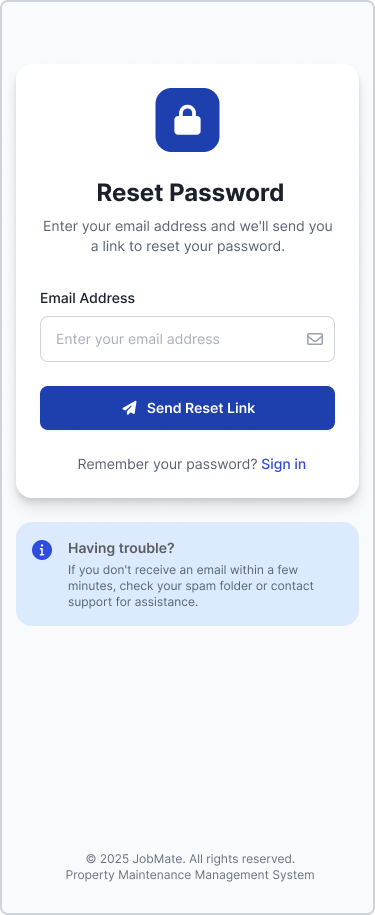 Reset Password
Enter your email address and we'll send you
a link to reset your password.
Email Address
Enter your email address
Send Reset Link
Remember your password? Sign in
Having trouble?
If you don't receive an email within a few
minutes, check your spam folder or contact
support for assistance.
© 2025 JobMate. All rights reserved.
Property Maintenance Management System